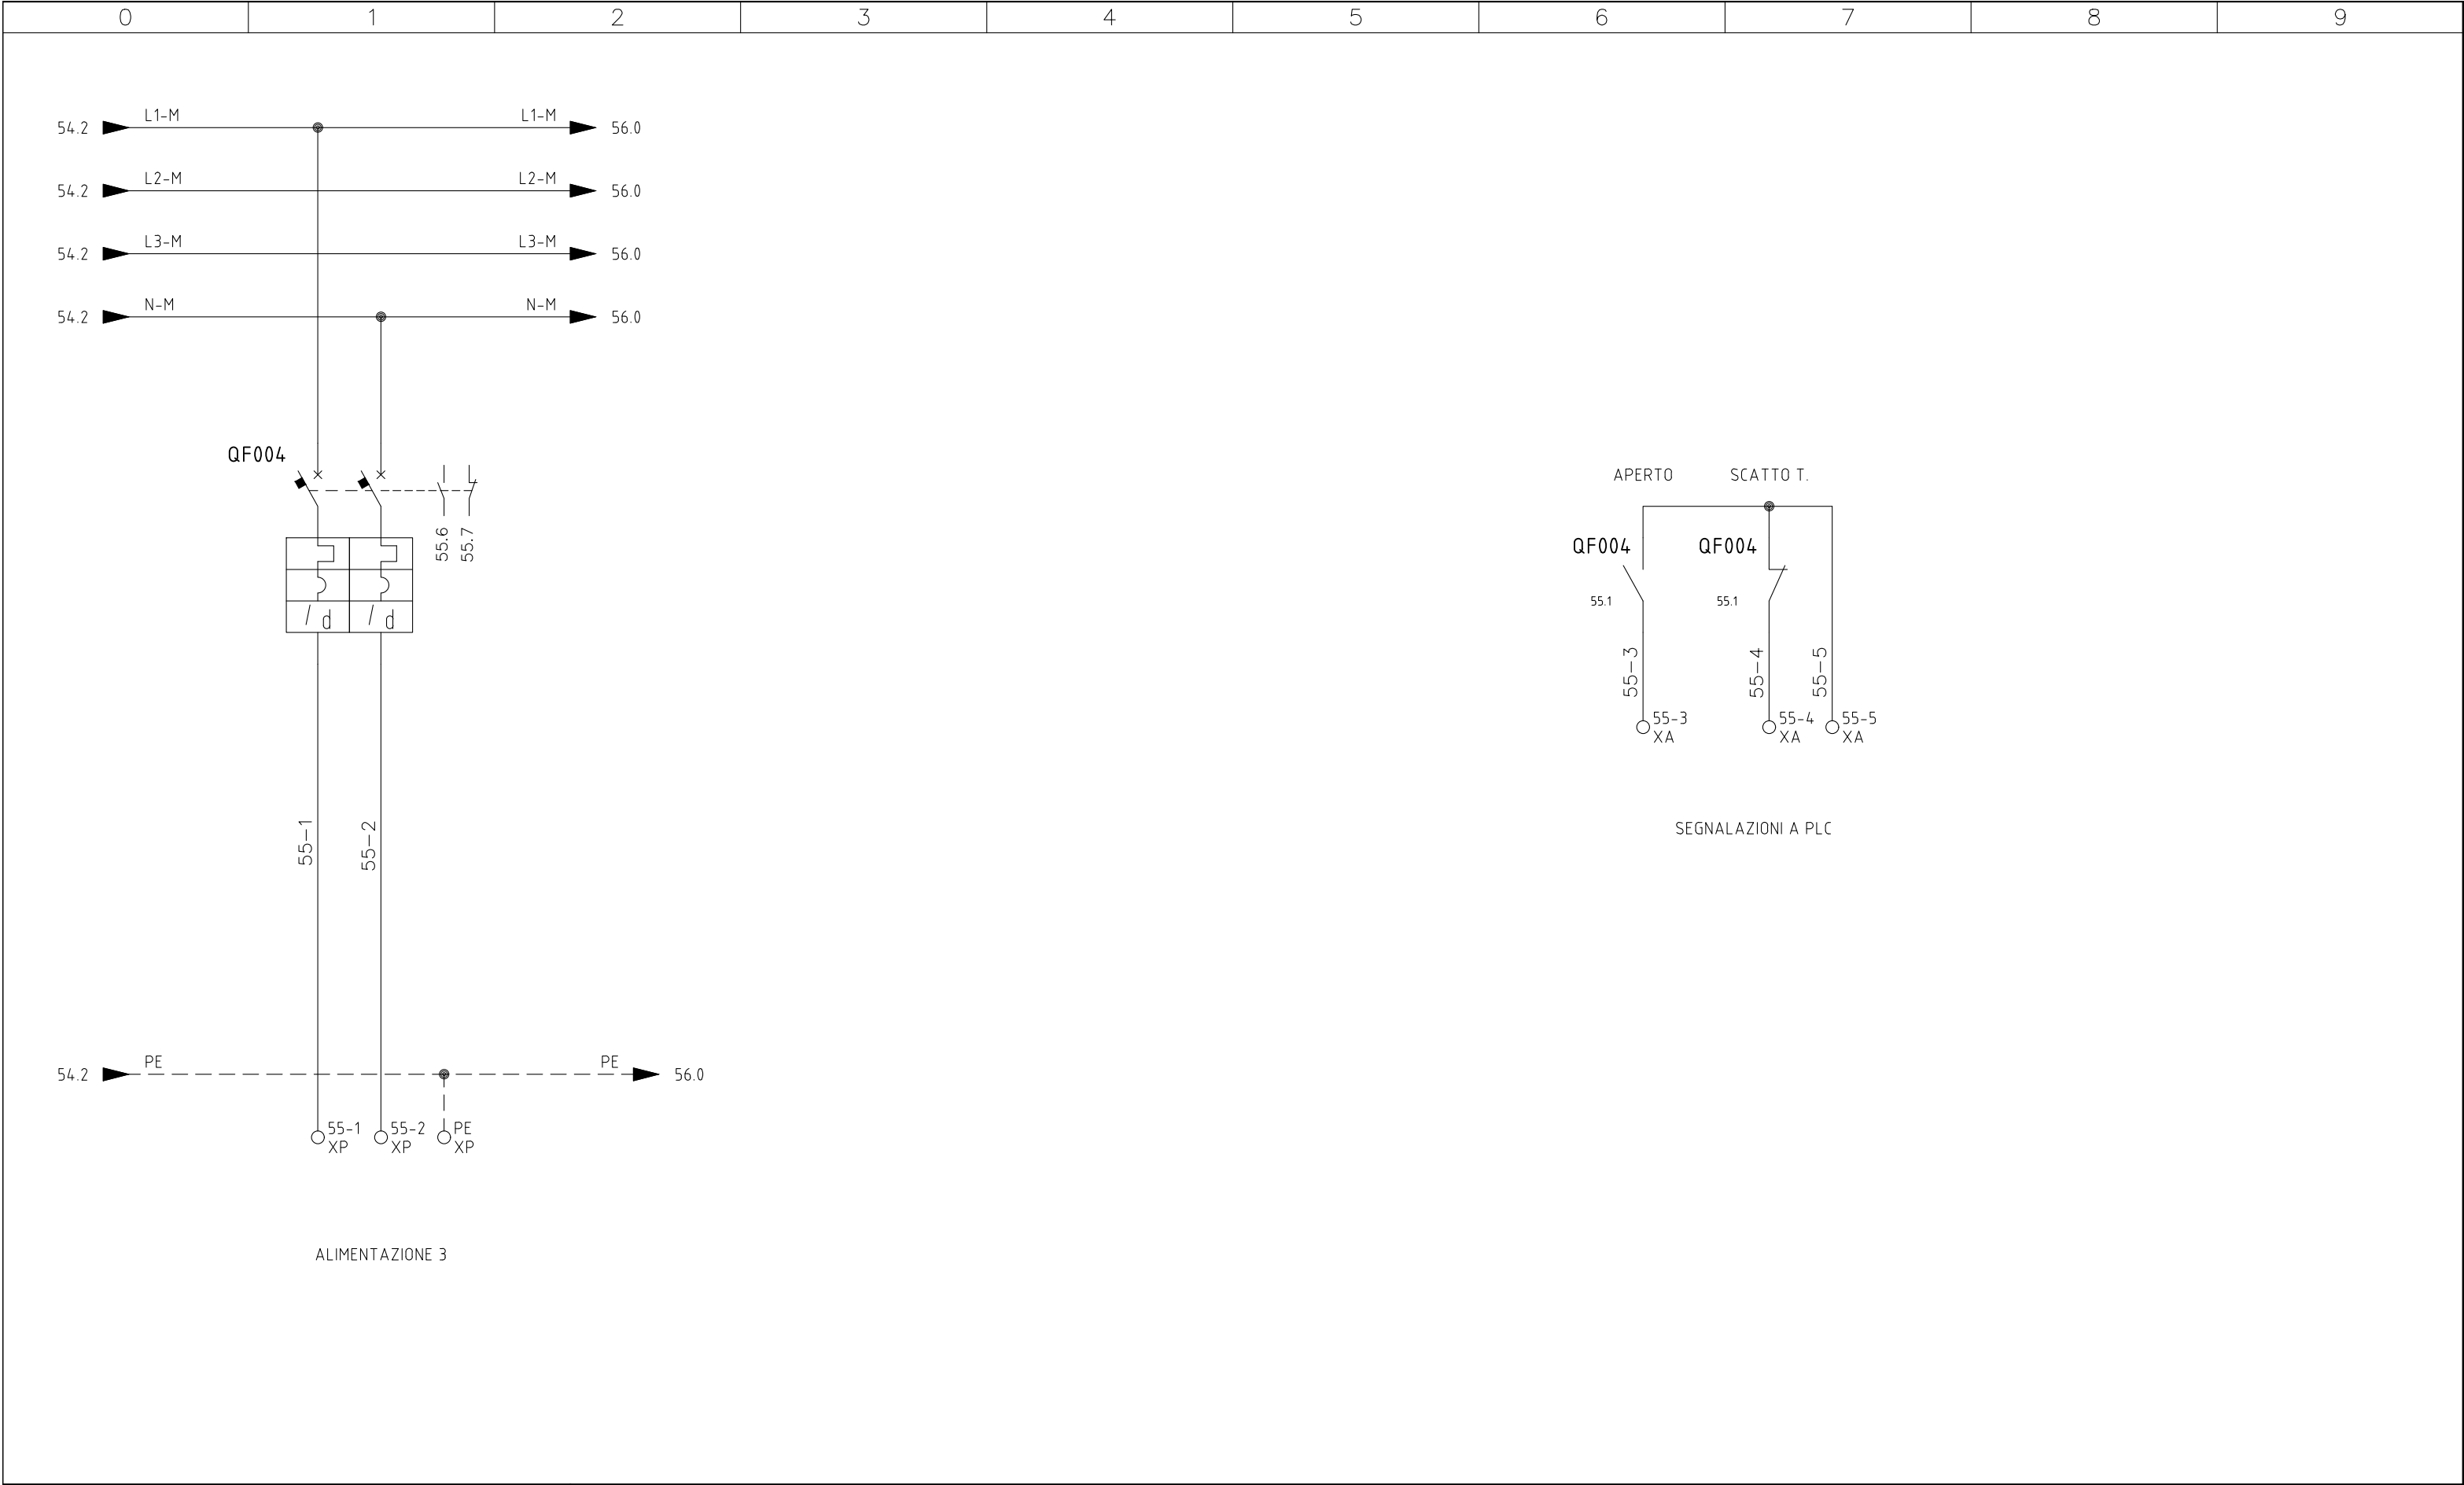 0 1 2 3 4 5 6 7 8 9
54.2 L1-M L1-M 56.0
54.2 L2-M L2-M 56.0
54.2 L3-M L3-M 56.0
54.2 N-M N-M 56.0
QF004
55.6
55.7
/ d / d
55-1
55-2
54.2 PE PE 56.0
55-1 XP
55-2 XP
PE XP
ALIMENTAZIONE 3
APERTO SCATTO T.
QF004 QF004
55.1 55.1
55-3
55-4
55-5
55-3 XA
55-4 XA
55-5 XA
SEGNALAZIONI A PLC